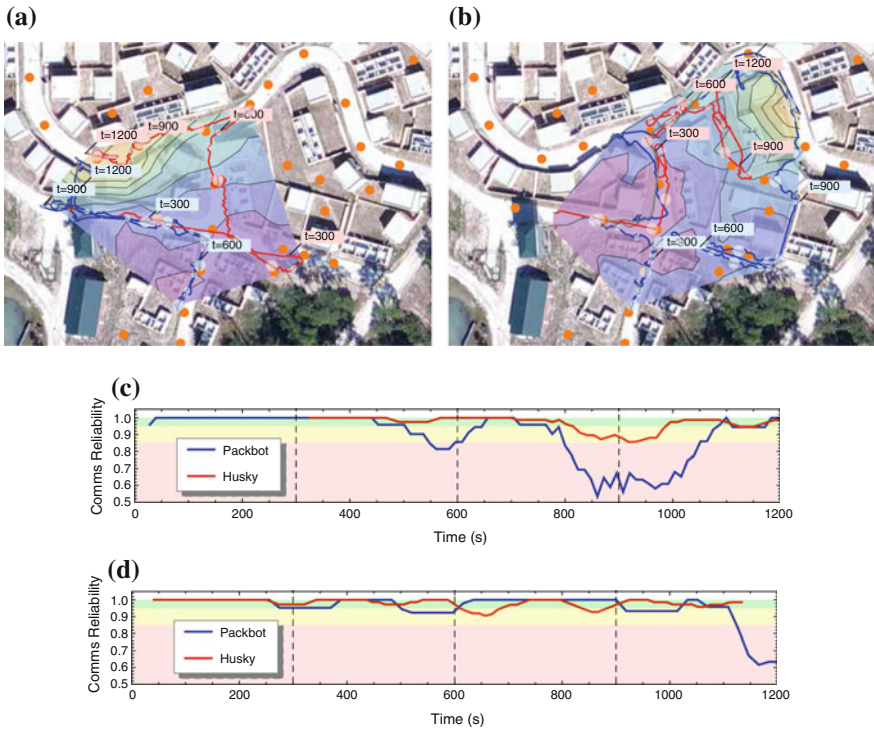 (a)
(b)
t=1200
t=900
t=1200
t=900
t=300
t=600
t=300
t=1200
t=600
t=300
t=900
t=900
t=600
(c)
Comms Reliability
1.0
0.9
0.8
0.7
0.6
0.5
Packbot
Husky
0
200
400
600
800
1000
1200
Time (s)
(d)
Comms Reliability
1.0
0.9
0.8
0.7
0.6
0.5
Packbot
Husky
0
200
400
600
800
1000
1200
Time (s)